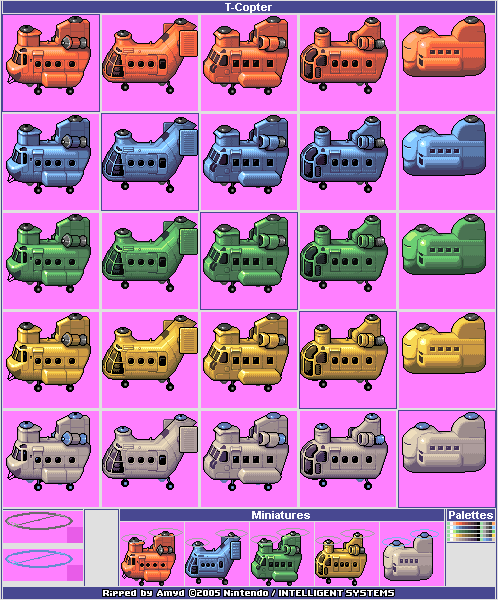 T-Copter
Miniatures
Palettes
Ripped by Amyd ©2005 Nintendo / INTELLIGENT SYSTEMS